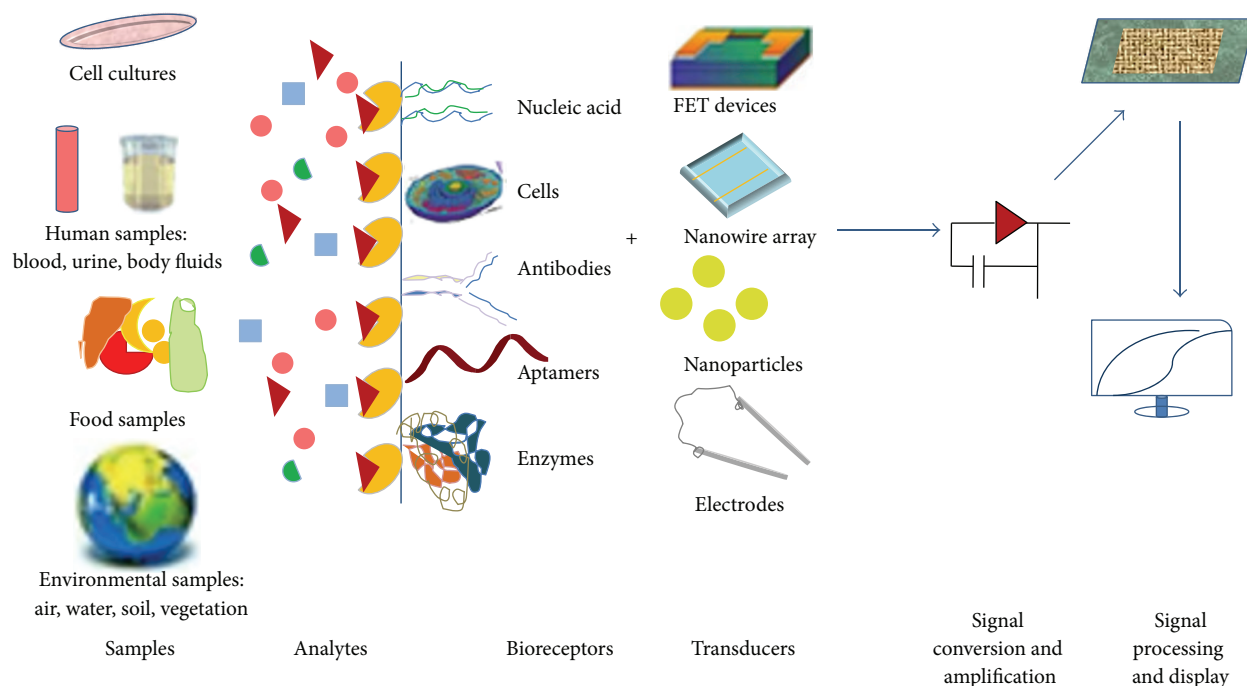 Cell cultures
Human samples:
blood, urine, body fluids
Food samples
Environmental samples:
air, water, soil, vegetation
Samples
Analytes
Nucleic acid
Cells
Antibodies
Aptamers
Enzymes
Bioreceptors
+
FET devices
Nanowire array
Nanoparticles
Electrodes
Transducers
Signal
conversion and
amplification
Signal
processing
and display